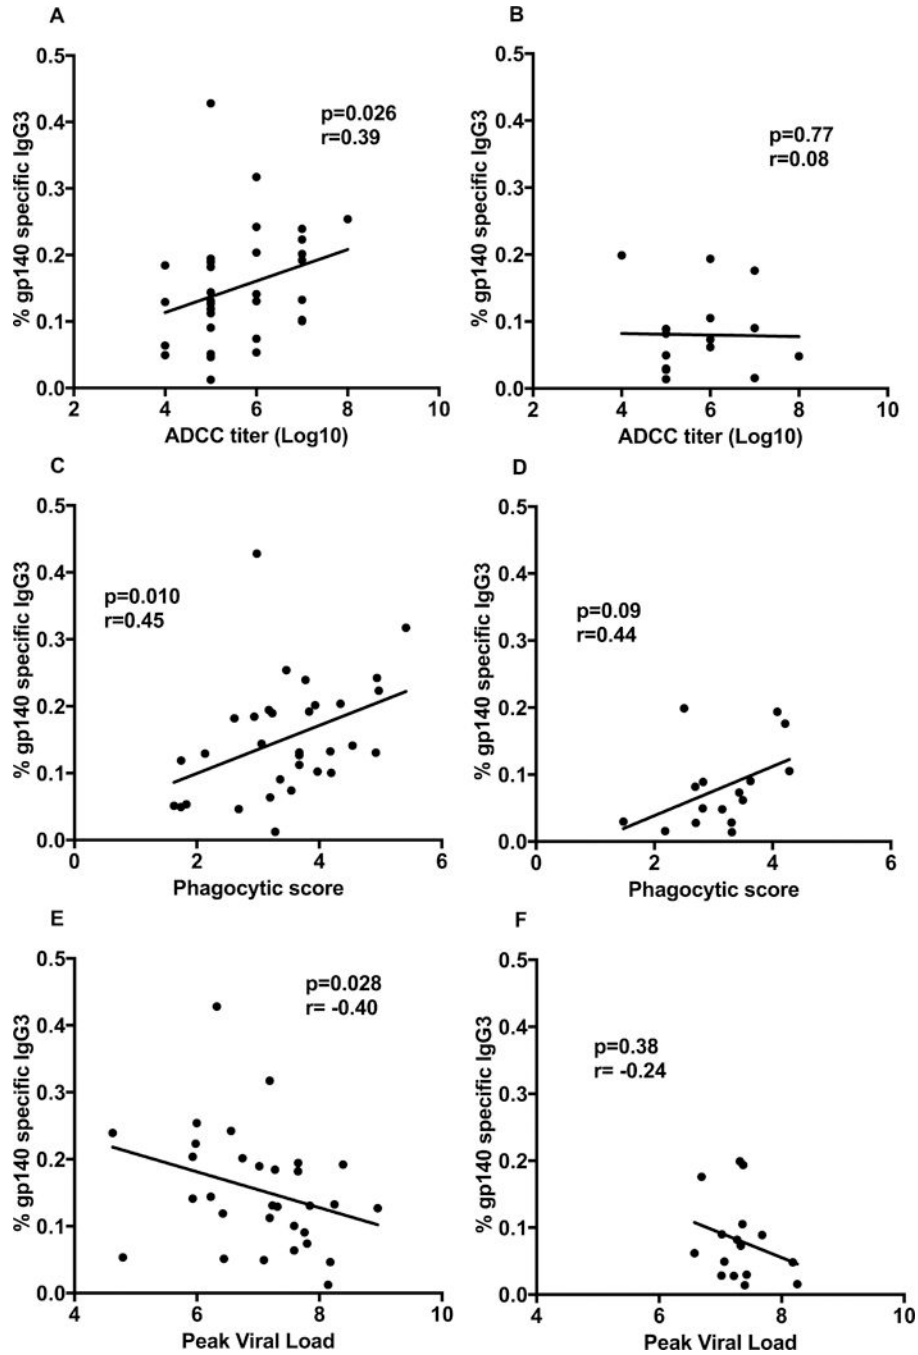 A
% gp140 specific IgG3
0.5
0.4
0.3
0.2
0.1
0.0
p=0.026
r=0.39
2 4 6 8 10
ADCC titer (Log10)
B
% gp140 specific IgG3
0.5
0.4
0.3
0.2
0.1
0.0
p=0.77
r=0.08
2 4 6 8 10
ADCC titer (Log10)
C
% gp140 specific IgG3
0.5
0.4
0.3
0.2
0.1
0.0
p=0.010
r=0.45
0 2 4 6
Phagocytic score
D
% gp140 specific IgG3
0.5
0.4
0.3
0.2
0.1
0.0
p=0.09
r=0.44
0 2 4 6
Phagocytic score
E
% gp140 specific IgG3
0.5
0.4
0.3
0.2
0.1
0.0
p=0.028
r= -0.40
4 6 8 10
Peak Viral Load
F
% gp140 specific IgG3
0.5
0.4
0.3
0.2
0.1
0.0
p=0.38
r= -0.24
4 6 8 10
Peak Viral Load